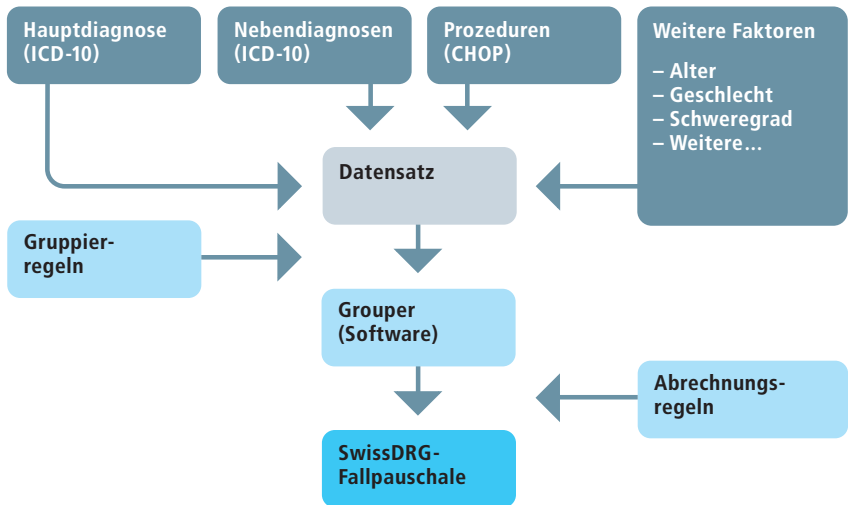 Hauptdiagnose
(ICD-10)
Nebendiagnosen
(ICD-10)
Prozeduren
(CHOP)
Weitere Faktoren
– Alter
– Geschlecht
– Schweregrad
– Weitere…
Datensatz
Gruppier-
regeln
Grouper
(Software)
Abrechnungs-
regeln
SwissDRG-
Fallpauschale